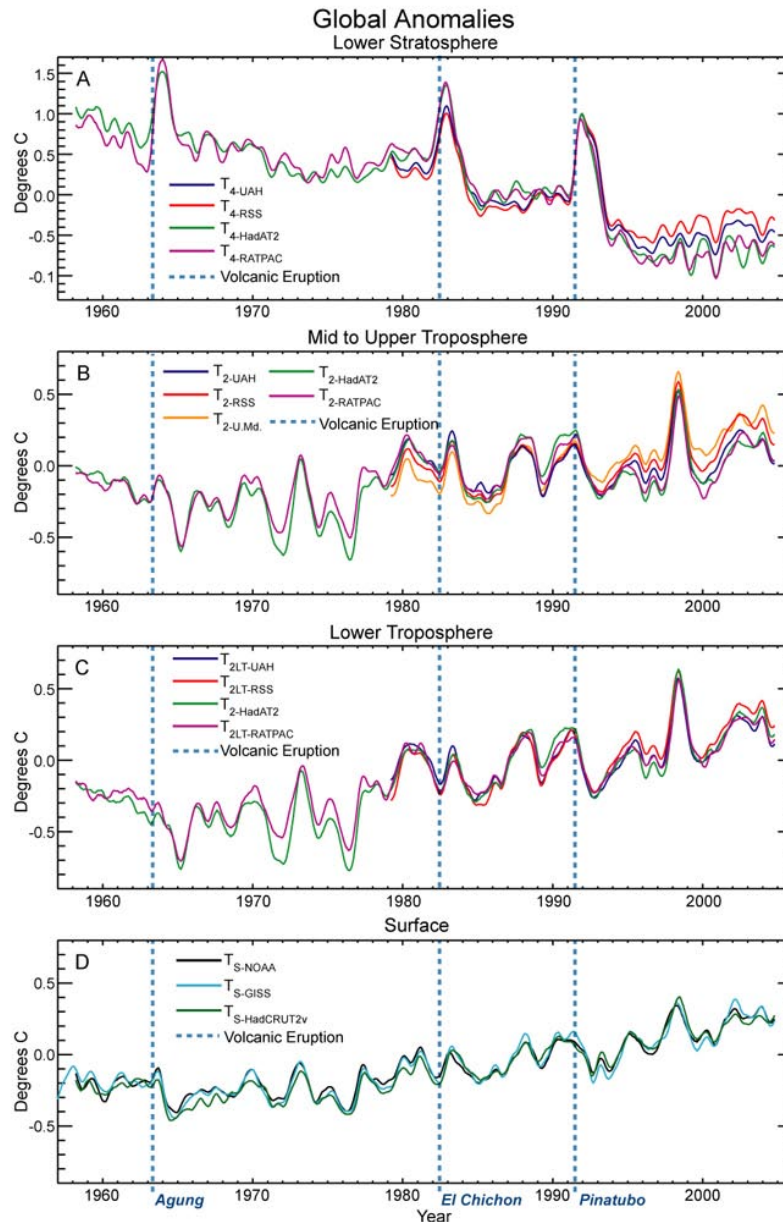 Global Anomalies
Lower Stratosphere
A
1.5
1.0
0.5
0.0
-0.5
-0.1
Degrees C
T4-UAH
T4-RSS
T4-HadAT2
T4-RATPAC
Volcanic Eruption
1960 1970 1980 1990 2000
Mid to Upper Troposphere
B
0.5
0.0
-0.5
Degrees C
T2-UAH T2-HadAT2
T2-RSS T2-RATPAC
T2-U.Md. Volcanic Eruption
1960 1970 1980 1990 2000
Lower Troposphere
C
0.5
0.0
-0.5
Degrees C
T2LT-UAH
T2LT-RSS
T2-HadAT2
T2LT-RATPAC
Volcanic Eruption
1960 1970 1980 1990 2000
Surface
D
0.5
0.0
-0.5
Degrees C
TS-NOAA
TS-GISS
TS-HadCRUT2v
Volcanic Eruption
1960 1970 1980 1990 2000
Agung El Chichon Pinatubo
Year